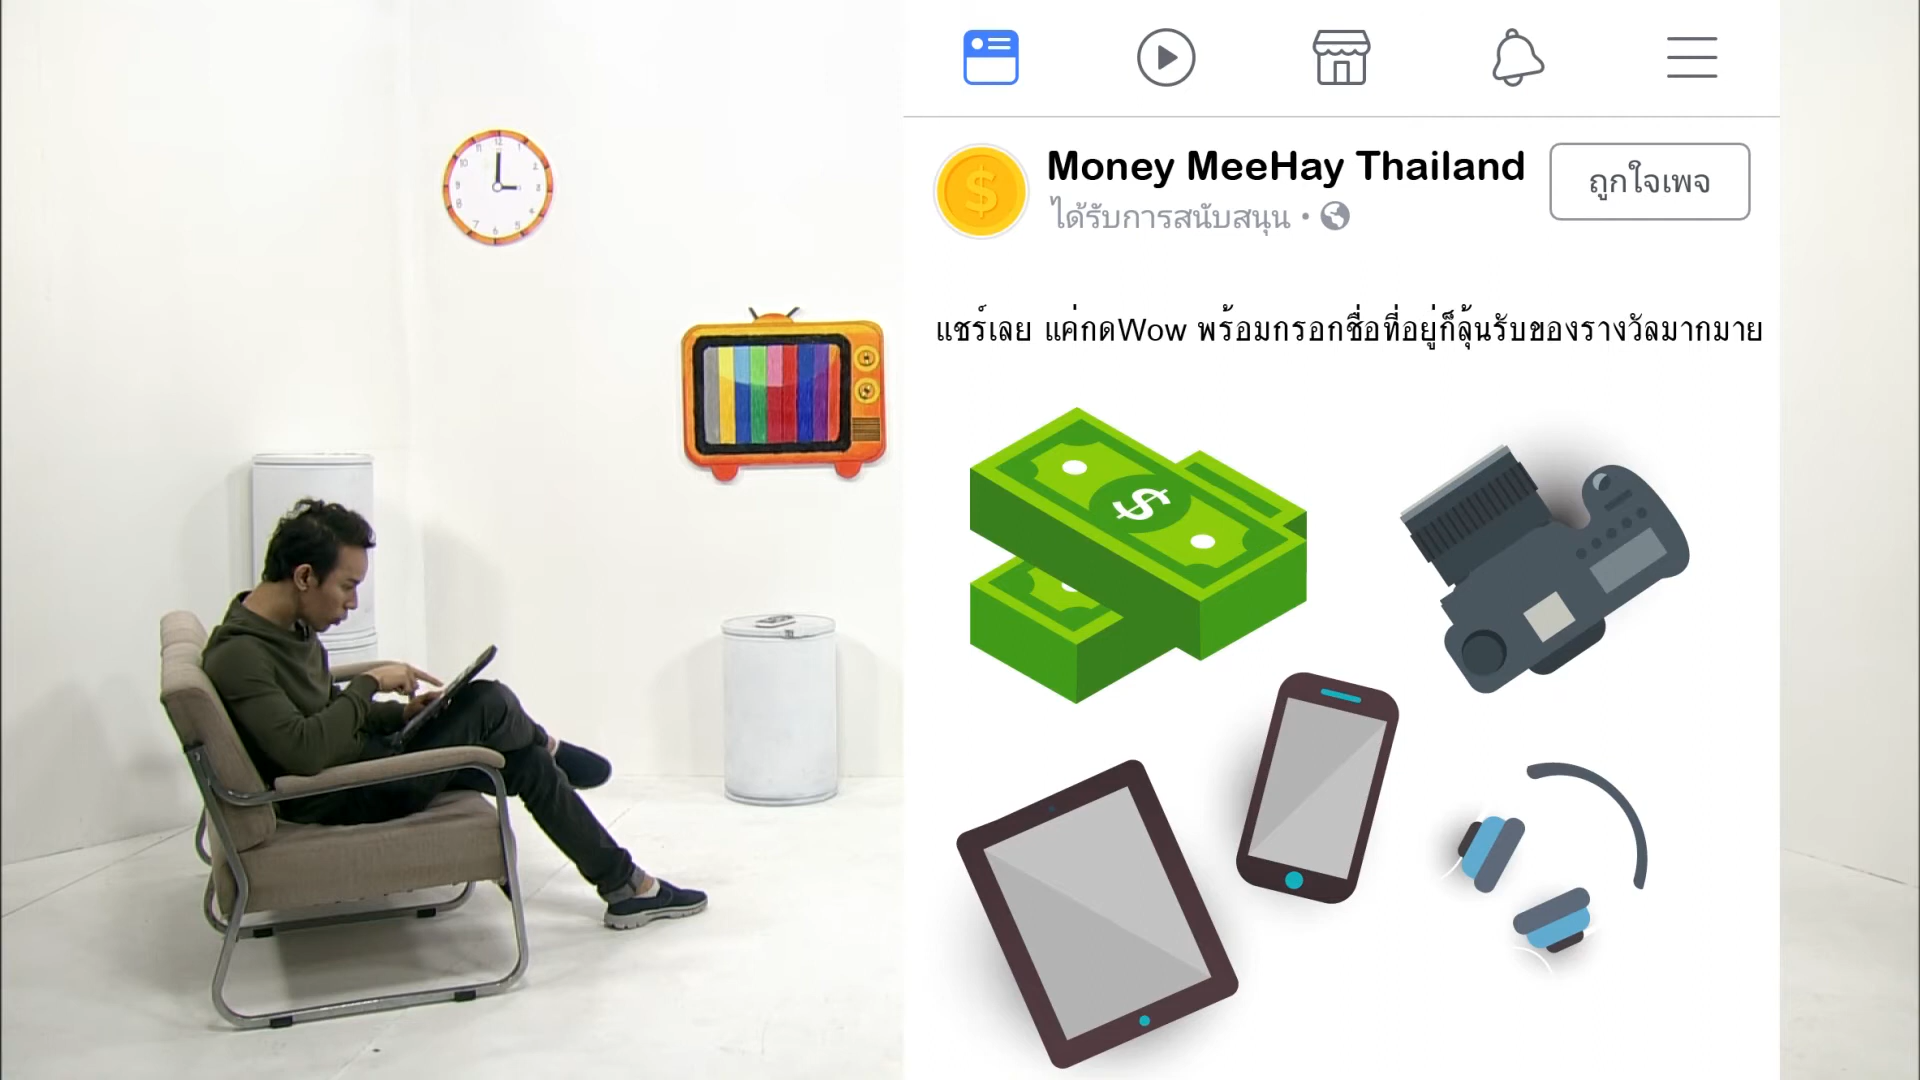 Money MeeHay Thailand
ได้รับการสนับสนุน
ถูกใจเพจ
แชร์เลย แค่กดWow พร้อมกรอกชื่อที่อยู่ก็ลุ้นรับของรางวัลมากมาย